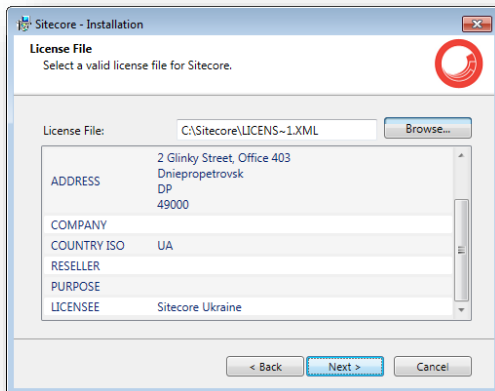 Sitecore - Installation
License File
Select a valid license file for Sitecore.
License File: C:\Sitecore\LICENS~1.XML Browse...
ADDRESS 2 Glinky Street, Office 403
Dniepropetrovsk
DP
49000
COMPANY
COUNTRY ISO UA
RESELLER
PURPOSE
LICENSEE Sitecore Ukraine
< Back Next > Cancel